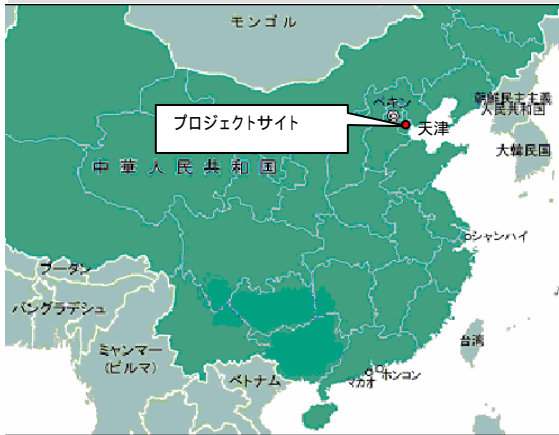 モンゴル
ペキン
朝鮮民主主義
人民共和国
プロジェクトサイト
天津
大韓民国
中華人民共和国
シャンハイ
ブータン
バングラデシュ
ミャンマー
(ビルマ)
台湾
ベトナム
マカオ
ホンコン